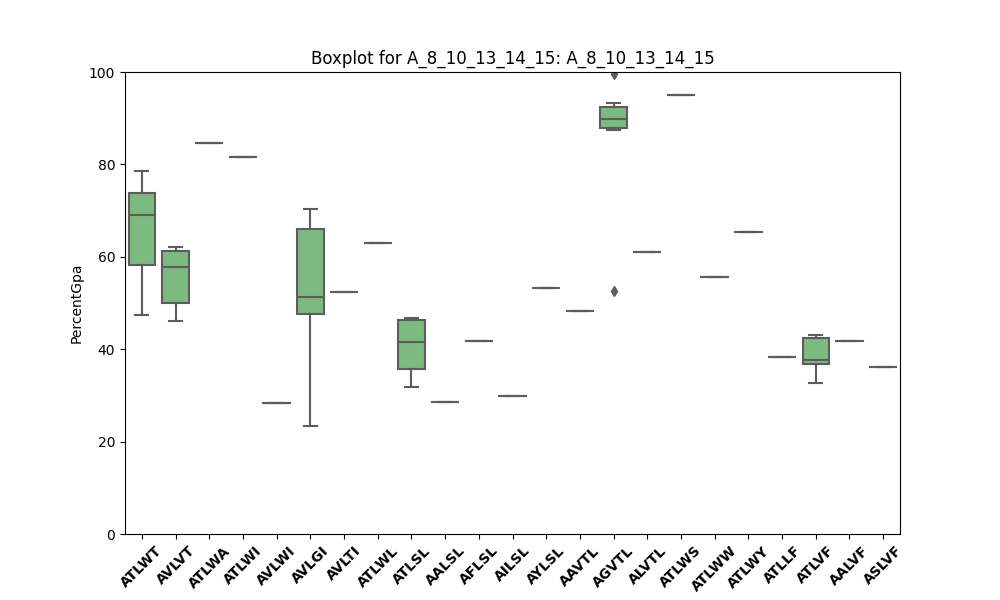 Boxplot for A_8_10_13_14_15: A_8_10_13_14_15
PercentGpa
100
80
60
40
20
0
ATLWT
AVLVT
ATLWA
ATLWI
AVLWI
AVLGI
AVLTI
ATLWL
ATLSL
AALSL
AFLSL
AILSL
AYLSL
AAVTL
AGVTL
ALVTL
ATLWS
ATLWW
ATLWY
ATLLF
ATLVF
AALVF
ASLVF